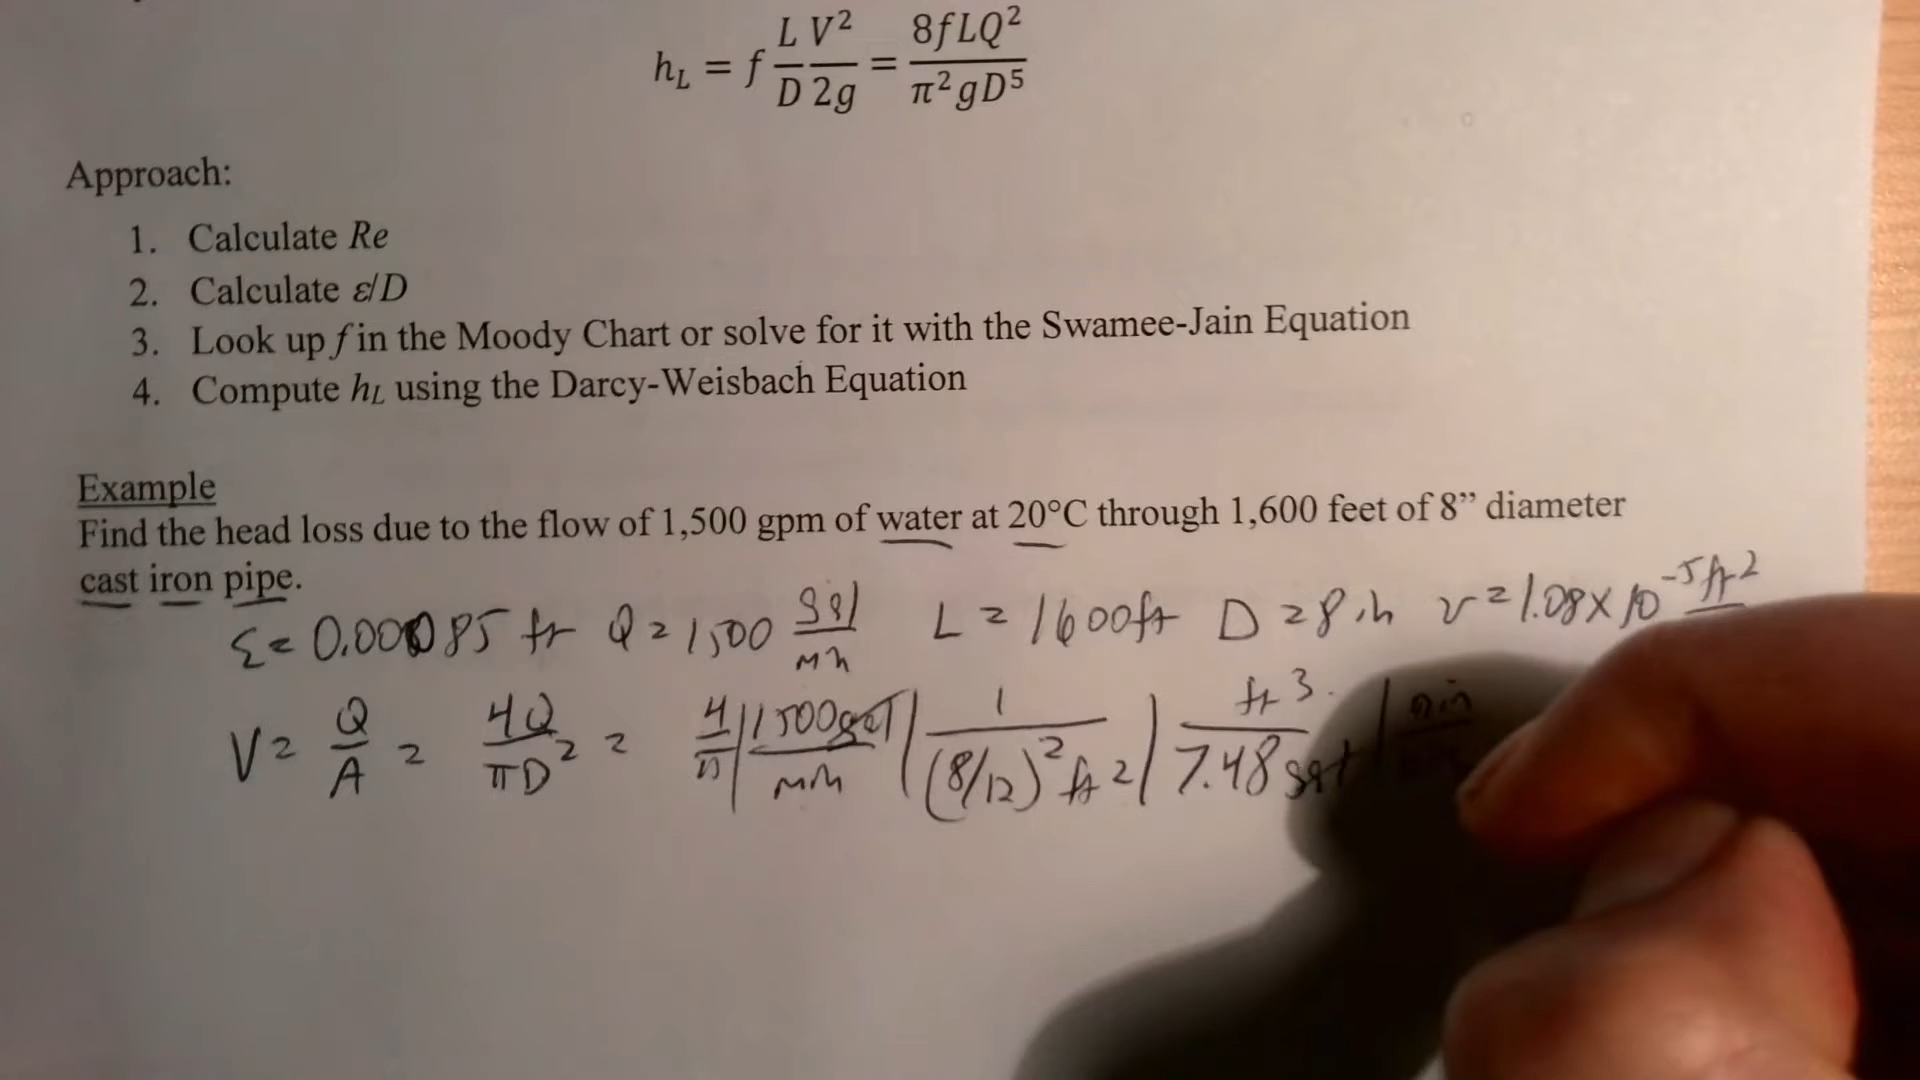 h_L = f L/D V²/2g = 8fLQ²/π²gD⁵
Approach:
1. Calculate Re
2. Calculate ε/D
3. Look up f in the Moody Chart or solve for it with the Swamee-Jain Equation
4. Compute h_L using the Darcy-Weisbach Equation
Example
Find the head loss due to the flow of 1,500 gpm of water at 20°C through 1,600 feet of 8” diameter
cast iron pipe.
ε = 0.00085 ft Q = 1,500 gal/min L = 1600ft D = 8 in ν = 1.08 × 10⁻⁵ ft²
V = Q/A = 4Q/πD² = 4/π | 1500gal/min | 1/(8/12)² ft² | ft³/7.48 gal | min